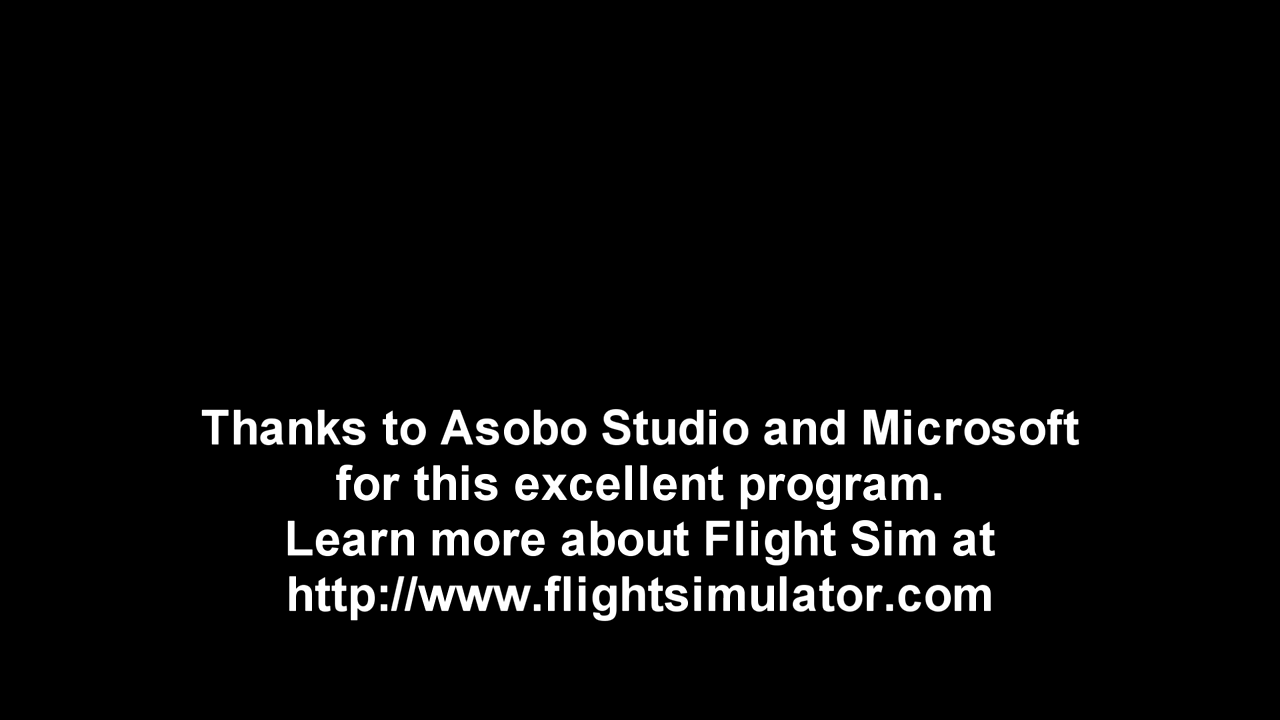 Thanks to Asobo Studio and Microsoft
for this excellent program.
Learn more about Flight Sim at
http://www.flightsimulator.com